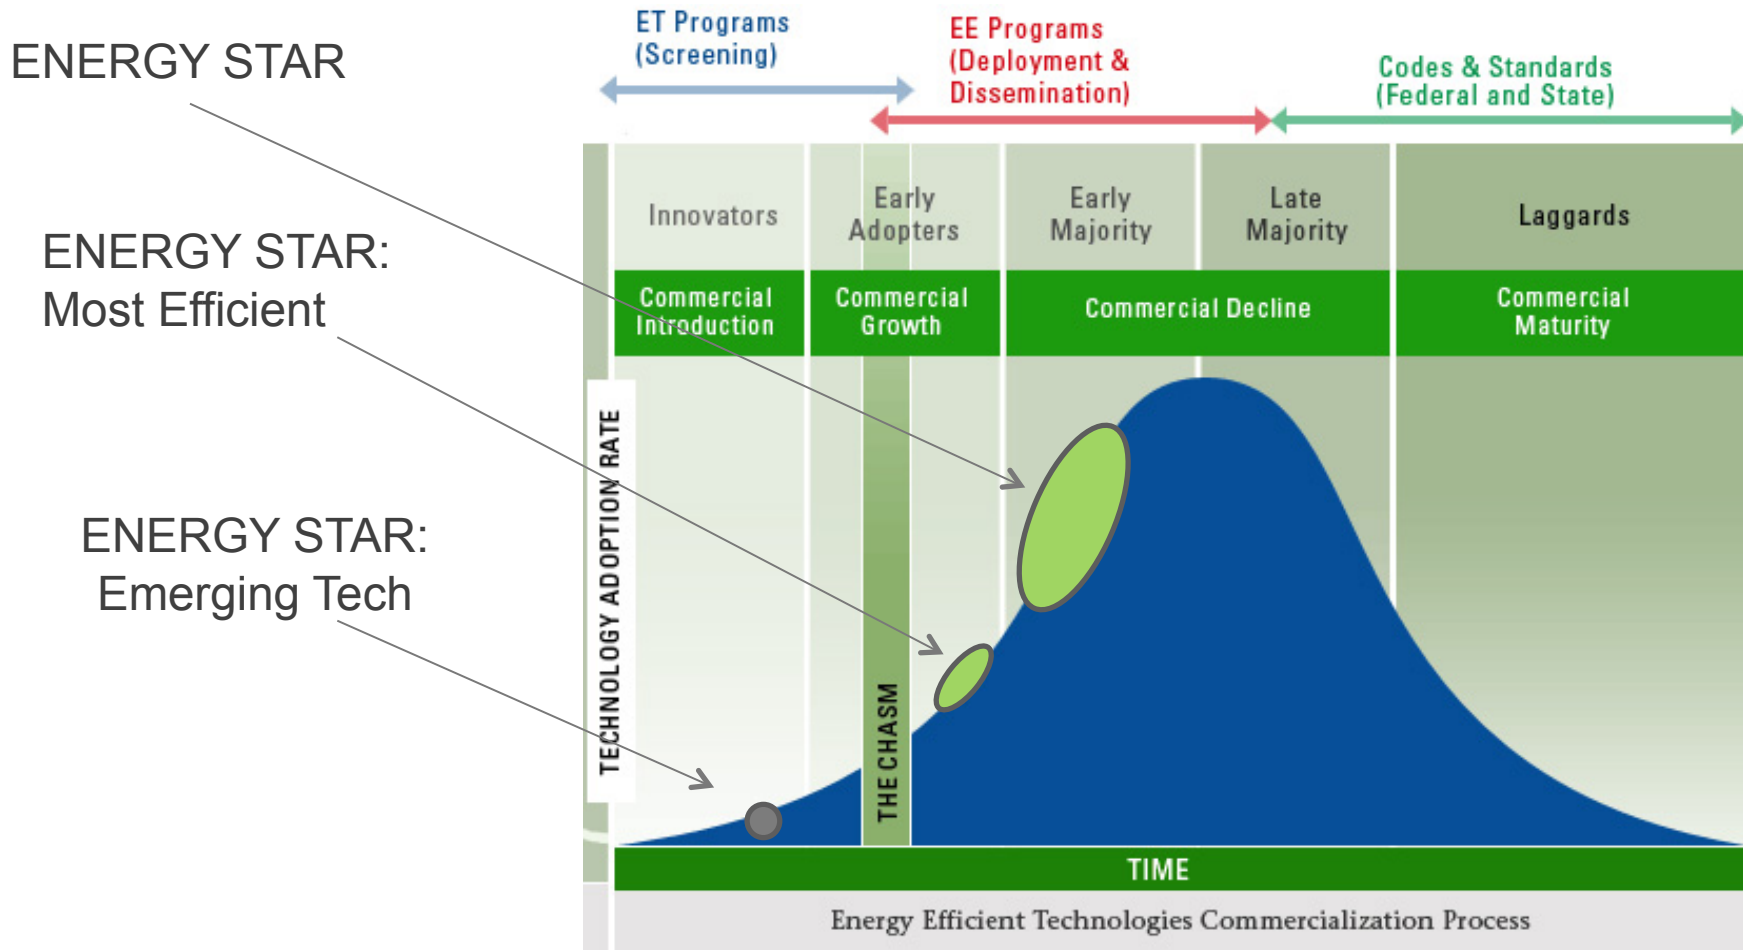 ENERGY STAR
ENERGY STAR:
Most Efficient
ENERGY STAR:
Emerging Tech
ET Programs
(Screening)
EE Programs
(Deployment &
Dissemination)
Codes & Standards
(Federal and State)
Innovators
Early
Adopters
Early
Majority
Late
Majority
Laggards
Commercial
Introduction
Commercial
Growth
Commercial Decline
Commercial
Maturity
TECHNOLOGY ADOPTION RATE
THE CHASM
TIME
Energy Efficient Technologies Commercialization Process